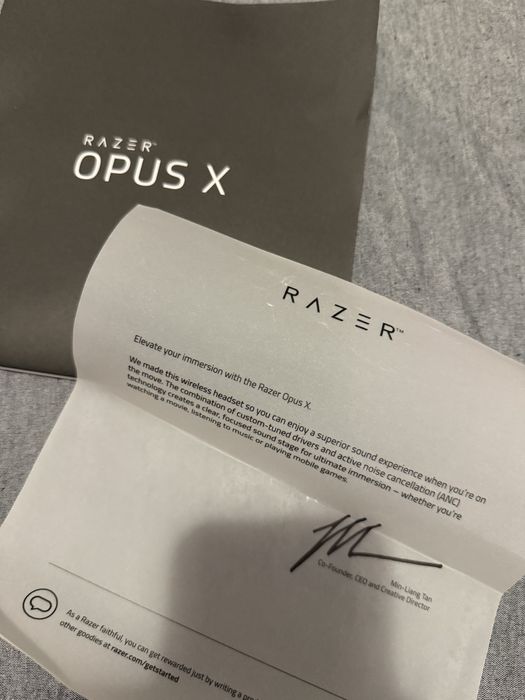 RAZER™
OPUS X
RAZER™
Elevate your immersion with the Razer Opus X.
We made this wireless headset so you can enjoy a superior sound experience when you're on
the move. The combination of custom-tuned drivers and active noise cancellation (ANC)
technology creates a clear, focused sound stage for ultimate immersion – whether you're
watching a movie, listening to music or playing mobile games.
Min-Liang Tan
Co-Founder, CEO and Creative Director
As a Razer faithful, you can get rewarded just by writing a
other goodies at razer.com/getstarted